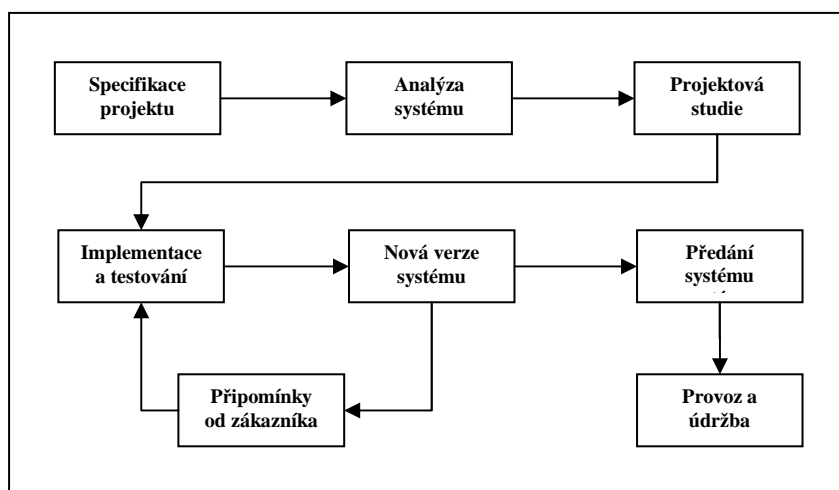 Specifikace
projektu
Analýza
systému
Projektová
studie
Implementace
a testování
Nová verze
systému
Předání
systému
Připomínky
od zákazníka
Provoz a
údržba